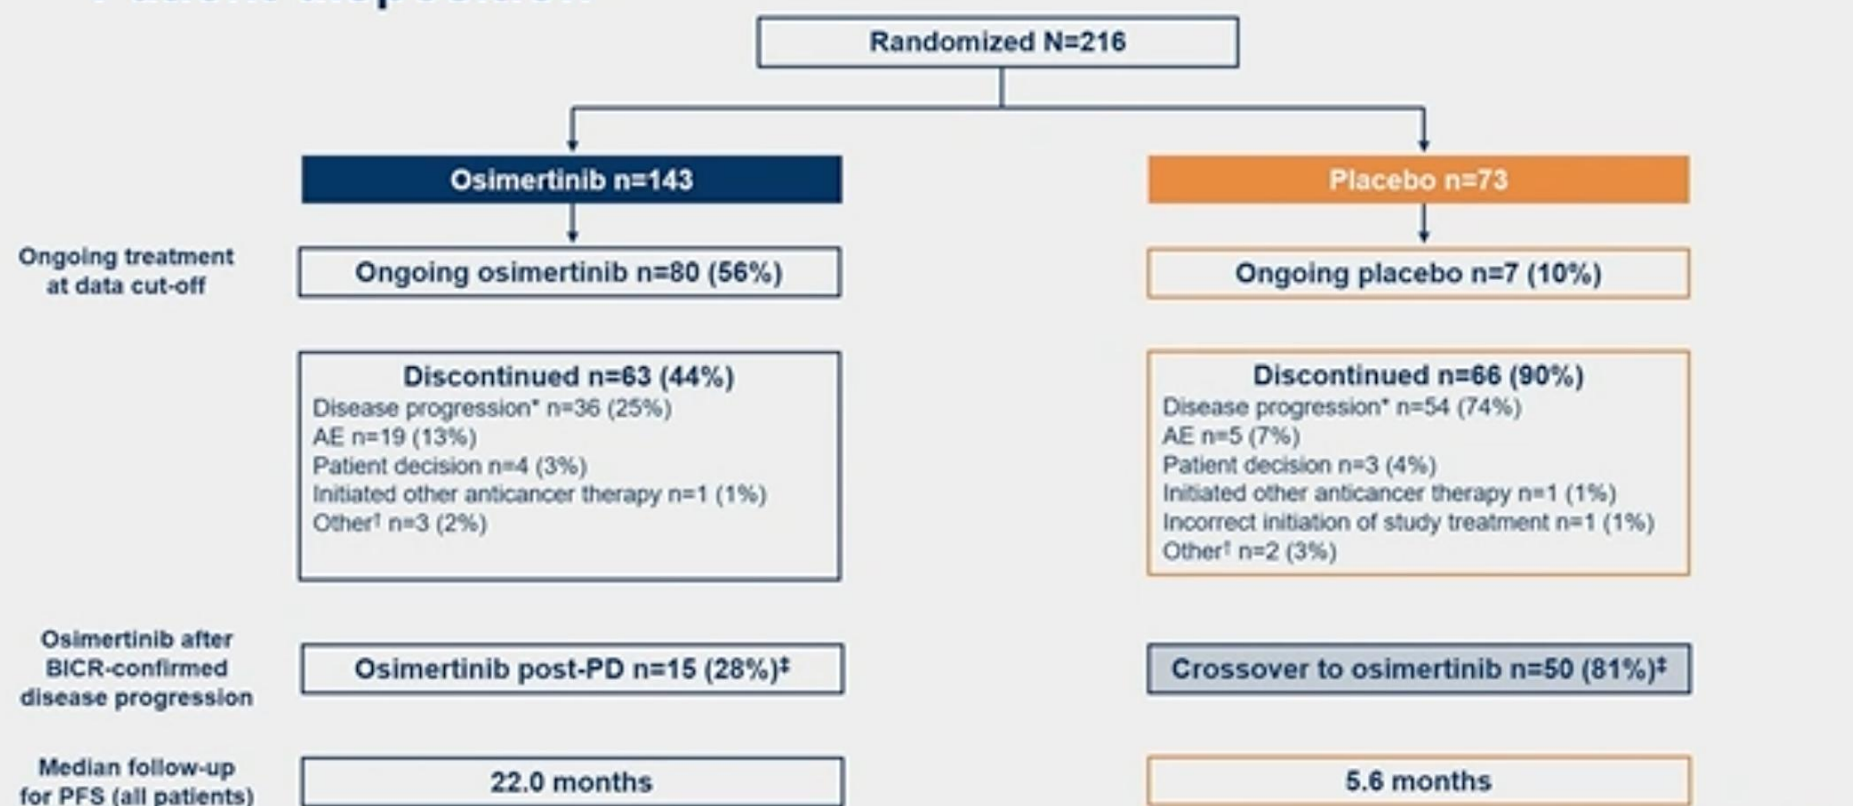 Randomized N=216
Osimertinib n=143
Placebo n=73
Ongoing treatment
at data cut-off
Ongoing osimertinib n=80 (56%)
Ongoing placebo n=7 (10%)
Discontinued n=63 (44%)
Disease progression* n=36 (25%)
AE n=19 (13%)
Patient decision n=4 (3%)
Initiated other anticancer therapy n=1 (1%)
Other† n=3 (2%)
Discontinued n=66 (90%)
Disease progression* n=54 (74%)
AE n=5 (7%)
Patient decision n=3 (4%)
Initiated other anticancer therapy n=1 (1%)
Incorrect initiation of study treatment n=1 (1%)
Other† n=2 (3%)
Osimertinib after
BICR-confirmed
disease progression
Osimertinib post-PD n=15 (28%)‡
Crossover to osimertinib n=50 (81%)‡
Median follow-up
for PFS (all patients)
22.0 months
5.6 months